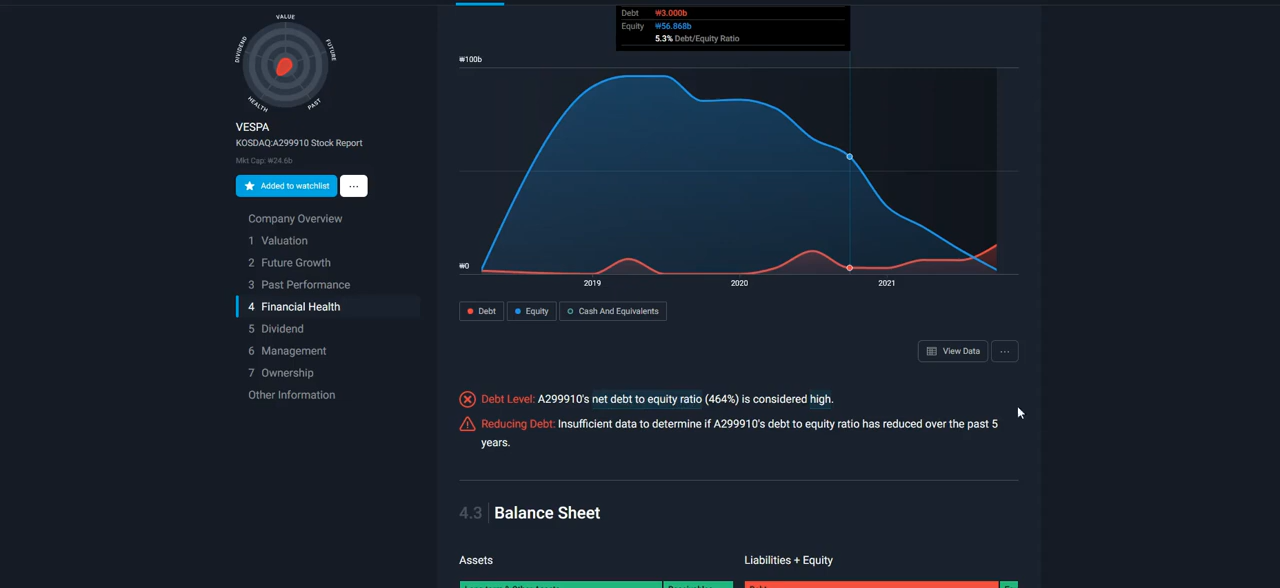 VALUE
FUTURE
PAST
HEALTH
DIVIDEND
VESPA
KOSDAQ:A299910 Stock Report
Mkt Cap: ₩24.6b
Added to watchlist
...
Company Overview
1 Valuation
2 Future Growth
3 Past Performance
4 Financial Health
5 Dividend
6 Management
7 Ownership
Other Information
Debt ₩3.000b
Equity ₩56.868b
5.3% Debt/Equity Ratio
₩100b
₩0
2019 2020 2021
Debt Equity Cash And Equivalents
View Data ...
Debt Level: A299910's net debt to equity ratio (464%) is considered high.
Reducing Debt: Insufficient data to determine if A299910's debt to equity ratio has reduced over the past 5
years.
4.3 Balance Sheet
Assets Liabilities + Equity